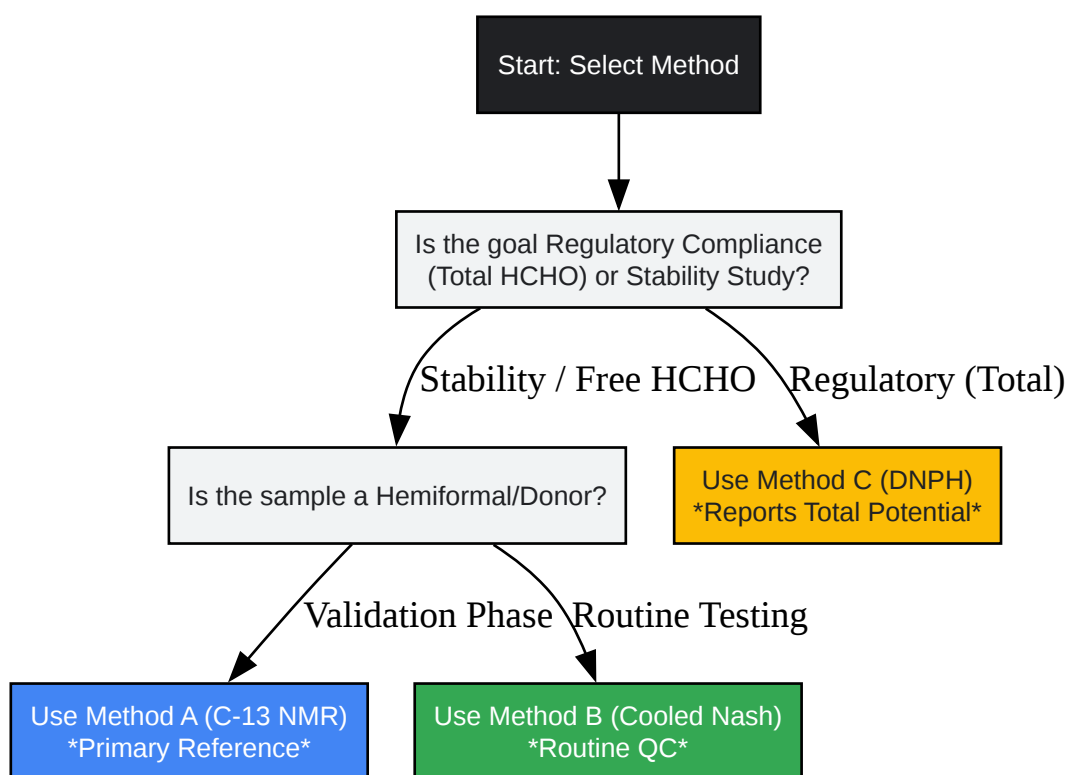 Start: Select Method
Is the goal Regulatory Compliance
(Total HCHO) or Stability Study?
Stability / Free HCHO
Regulatory (Total)
Is the sample a Hemiformal/Donor?
Use Method C (DNPH)
*Reports Total Potential*
Validation Phase
Routine Testing
Use Method A (C-13 NMR)
*Primary Reference*
Use Method B (Cooled Nash)
*Routine QC*